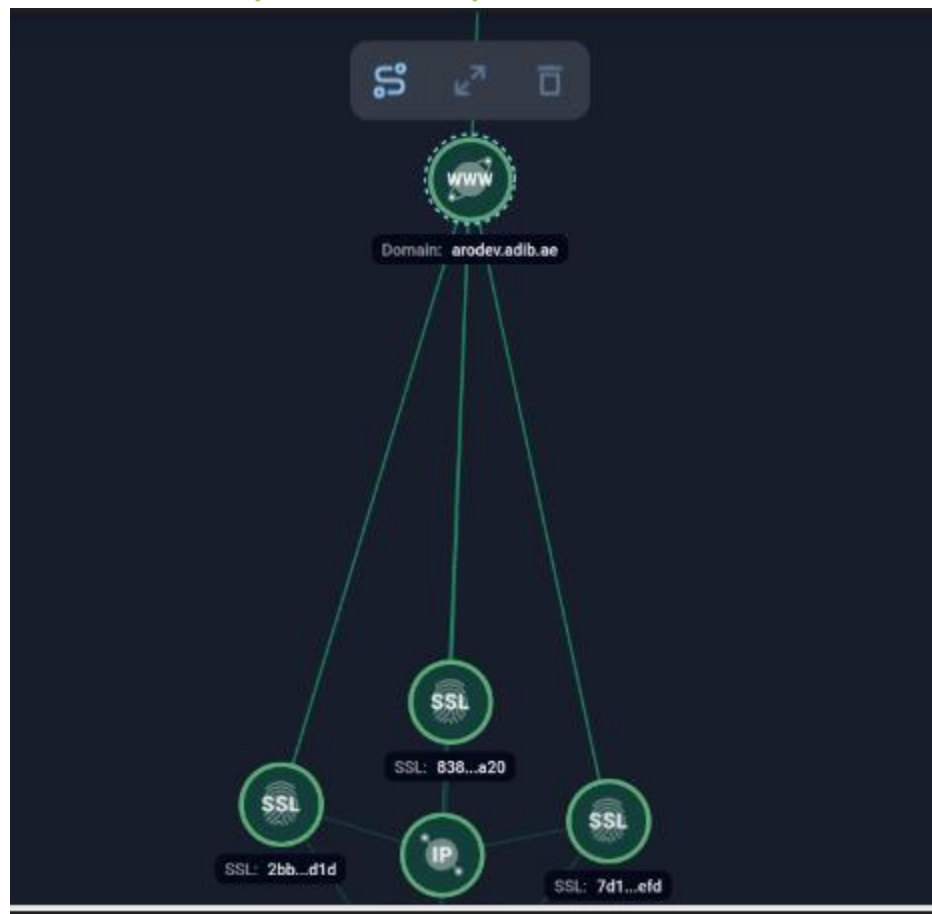 WWW
Domain: arodev.adib.ae
SSL
SSL: 838...a20
SSL
SSL: 2bb...d1d
IP
SSL
SSL: 7d1...efd